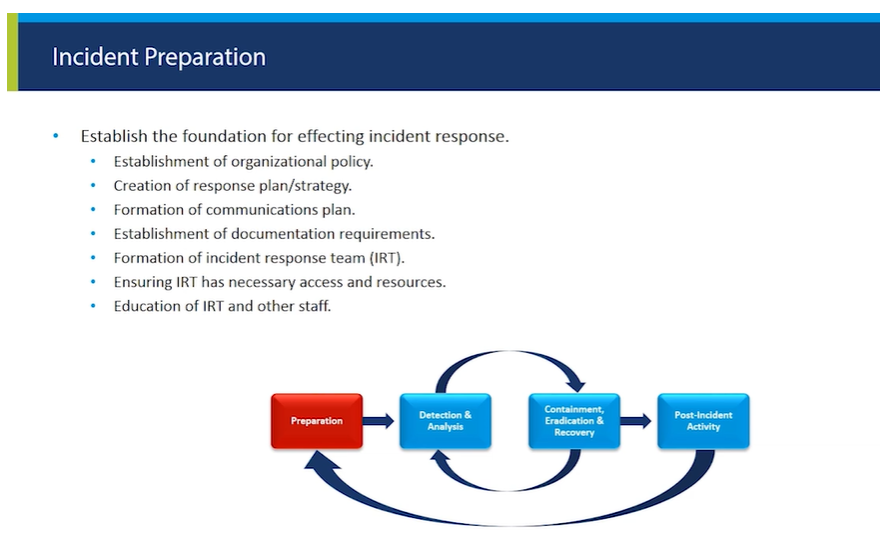 Incident Preparation
Establish the foundation for effecting incident response.
Establishment of organizational policy.
Creation of response plan/strategy.
Formation of communications plan.
Establishment of documentation requirements.
Formation of incident response team (IRT).
Ensuring IRT has necessary access and resources.
Education of IRT and other staff.
Preparation
Detection &
Analysis
Containment,
Eradication &
Recovery
Post-Incident
Activity